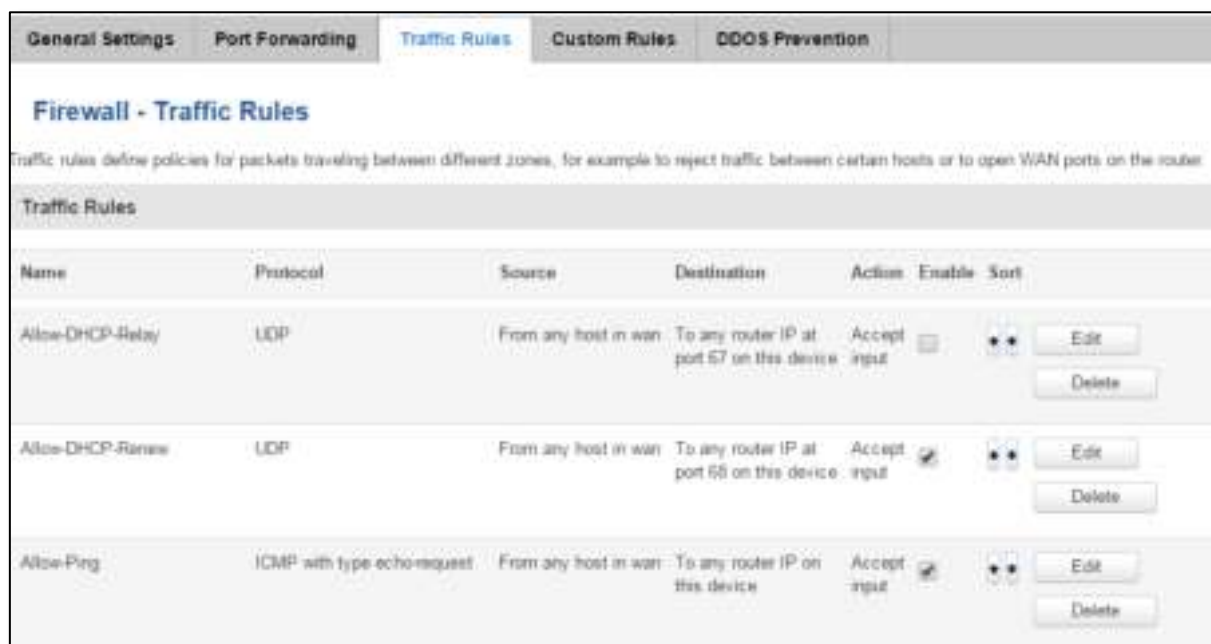 General Settings Port Forwarding Traffic Rules Custom Rules DDOS Prevention
Firewall - Traffic Rules
Traffic rules define policies for packets traveling between different zones, for example to reject traffic between certain hosts or to open WAN ports on the router
Traffic Rules
Name Protocol Source Destination Action Enable Sort
Allow-DHCP-Relay UDP From any host in wan To any router IP at Accept Edit
port 67 on this device input
Delete
Allow-DHCP-Renew UDP From any host in wan To any router IP at Accept Edit
port 68 on this device input
Delete
Allow-Ping ICMP with type echo-request From any host in wan To any router IP on Accept Edit
this device input
Delete